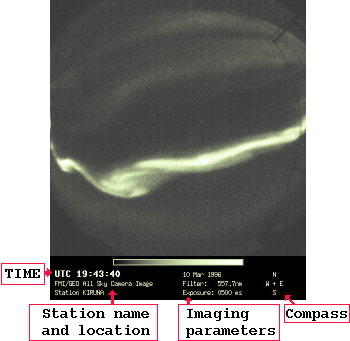 TIME
UTC 19:43:40
10 Mar 1996
N
FMI/GEO All Sky Camera Image
Filter: 557.7nm
W + E
Station KIRUNA
Exposure: 0500 ms
S
Station name
and location
Imaging
parameters
Compass